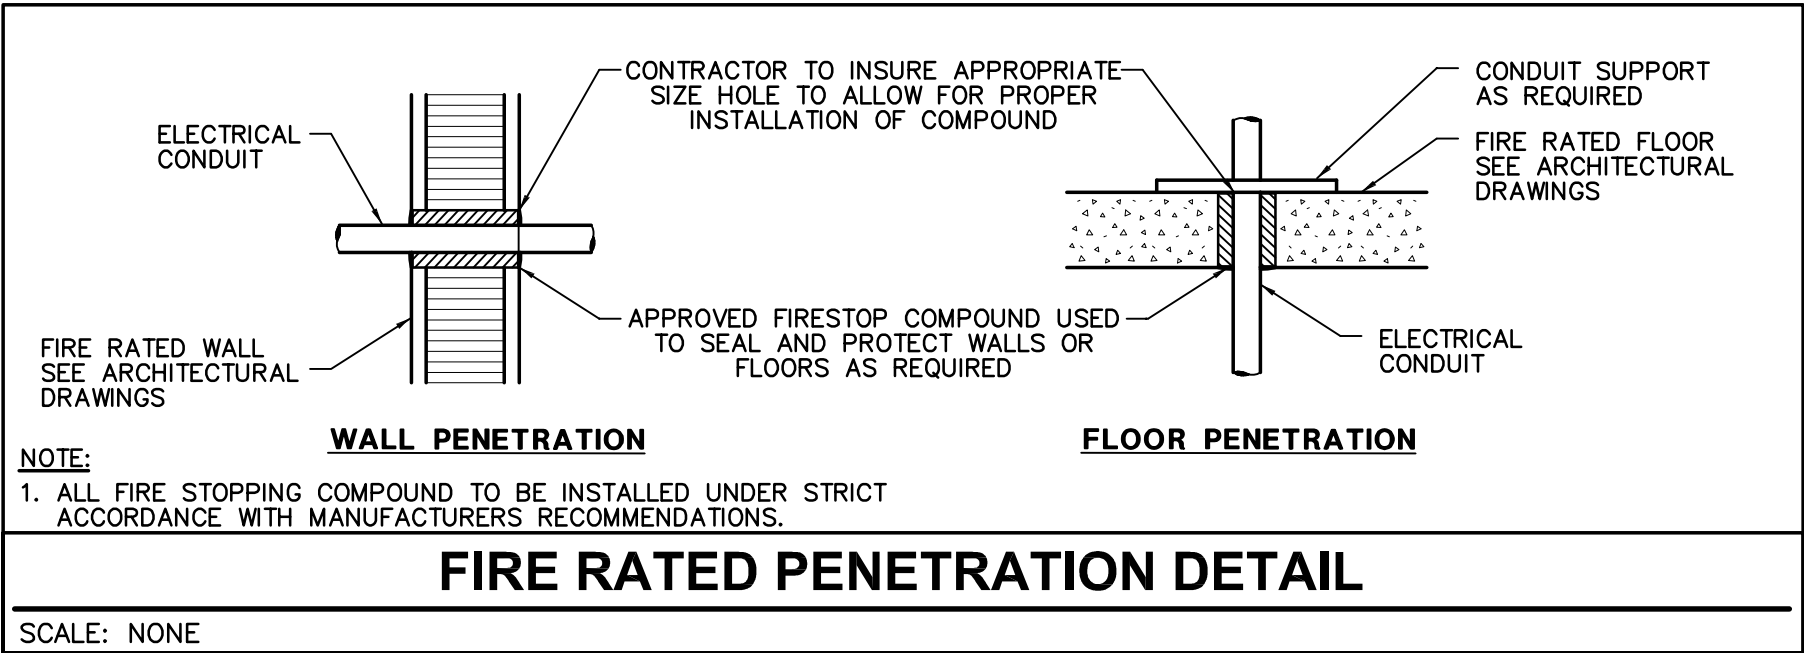 CONTRACTOR TO INSURE APPROPRIATE
SIZE HOLE TO ALLOW FOR PROPER
INSTALLATION OF COMPOUND
CONDUIT SUPPORT
AS REQUIRED
ELECTRICAL
CONDUIT
FIRE RATED FLOOR
SEE ARCHITECTURAL
DRAWINGS
APPROVED FIRESTOP COMPOUND USED
TO SEAL AND PROTECT WALLS OR
FLOORS AS REQUIRED
FIRE RATED WALL
SEE ARCHITECTURAL
DRAWINGS
ELECTRICAL
CONDUIT
WALL PENETRATION
FLOOR PENETRATION
NOTE:
1. ALL FIRE STOPPING COMPOUND TO BE INSTALLED UNDER STRICT
ACCORDANCE WITH MANUFACTURERS RECOMMENDATIONS.
FIRE RATED PENETRATION DETAIL
SCALE: NONE